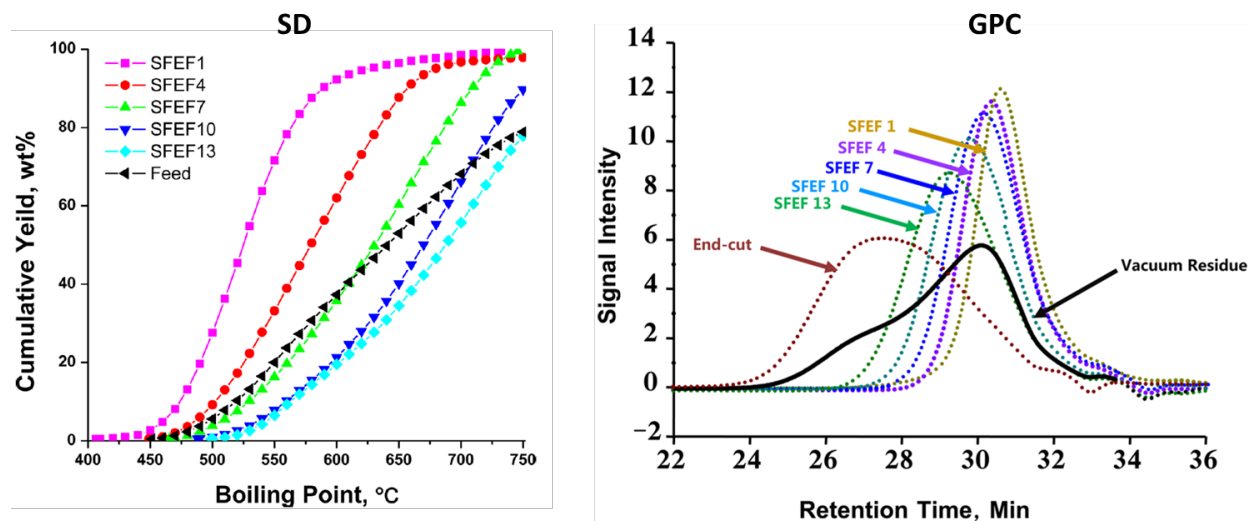 SD
100
80
60
40
20
0
Cumulative Yeild, wt%
SFEF1
SFEF4
SFEF7
SFEF10
SFEF13
Feed
400 450 500 550 600 650 700 750
Boiling Point, °C
GPC
14
12
10
8
6
4
2
0
−2
Signal Intensity
SFEF 1
SFEF 4
SFEF 7
SFEF 10
SFEF 13
End-cut
Vacuum Residue
22 24 26 28 30 32 34 36
Retention Time, Min